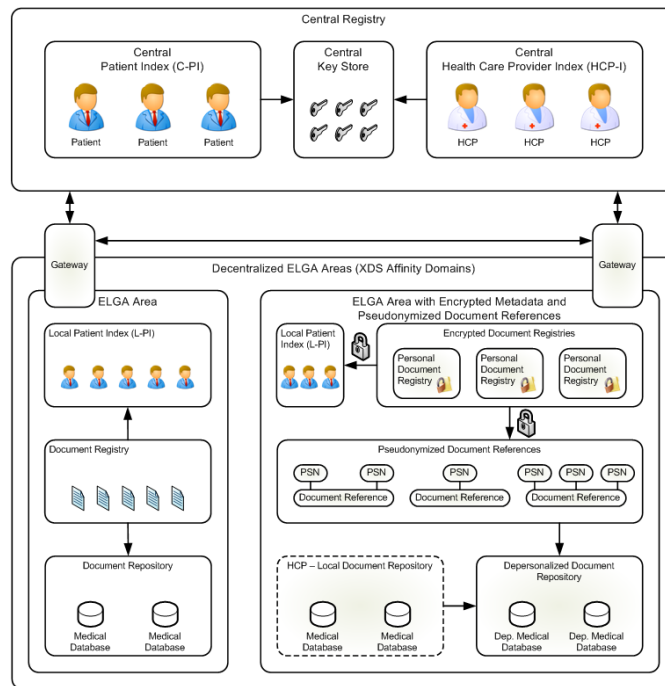 Central Registry
Central
Patient Index (C-PI)
Patient
Patient
Patient
Central
Key Store
Central
Health Care Provider Index (HCP-I)
HCP
HCP
HCP
Gateway
Gateway
Decentralized ELGA Areas (XDS Affinity Domains)
ELGA Area
Local Patient Index (L-PI)
Document Registry
Document Repository
Medical
Database
Medical
Database
ELGA Area with Encrypted Metadata and
Pseudonymized Document References
Local Patient
Index (L-PI)
Encrypted Document Registries
Personal
Document
Registry
Personal
Document
Registry
Personal
Document
Registry
Pseudonymized Document References
PSN
PSN
PSN
PSN
PSN
PSN
Document Reference
Document Reference
Document Reference
HCP – Local Document Repository
Medical
Database
Medical
Database
Depersonalized Document
Repository
Dep. Medical
Database
Dep. Medical
Database